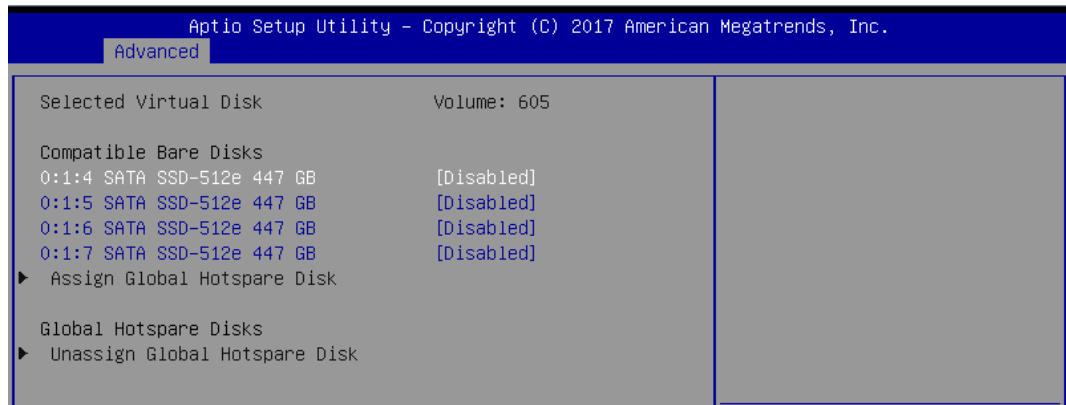 Aptio Setup Utility – Copyright (C) 2017 American Megatrends, Inc.
Advanced
Selected Virtual Disk Volume: 605
Compatible Bare Disks
0:1:4 SATA SSD-512e 447 GB [Disabled]
0:1:5 SATA SSD-512e 447 GB [Disabled]
0:1:6 SATA SSD-512e 447 GB [Disabled]
0:1:7 SATA SSD-512e 447 GB [Disabled]
Assign Global Hotspare Disk
Global Hotspare Disks
Unassign Global Hotspare Disk